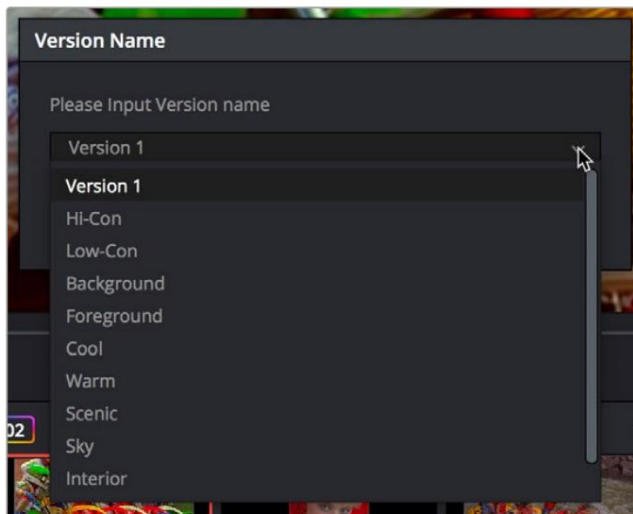 Version Name
Please Input Version name
Version 1
Version 1
Hi-Con
Low-Con
Background
Foreground
Cool
Warm
Scenic
Sky
Interior
02